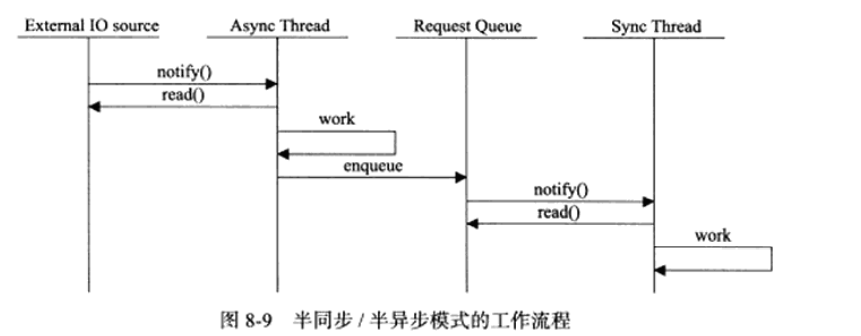 External IO source Async Thread Request Queue Sync Thread
notify()
read()
work
enqueue
notify()
read()
work
图 8-9 半同步 / 半异步模式的工作流程